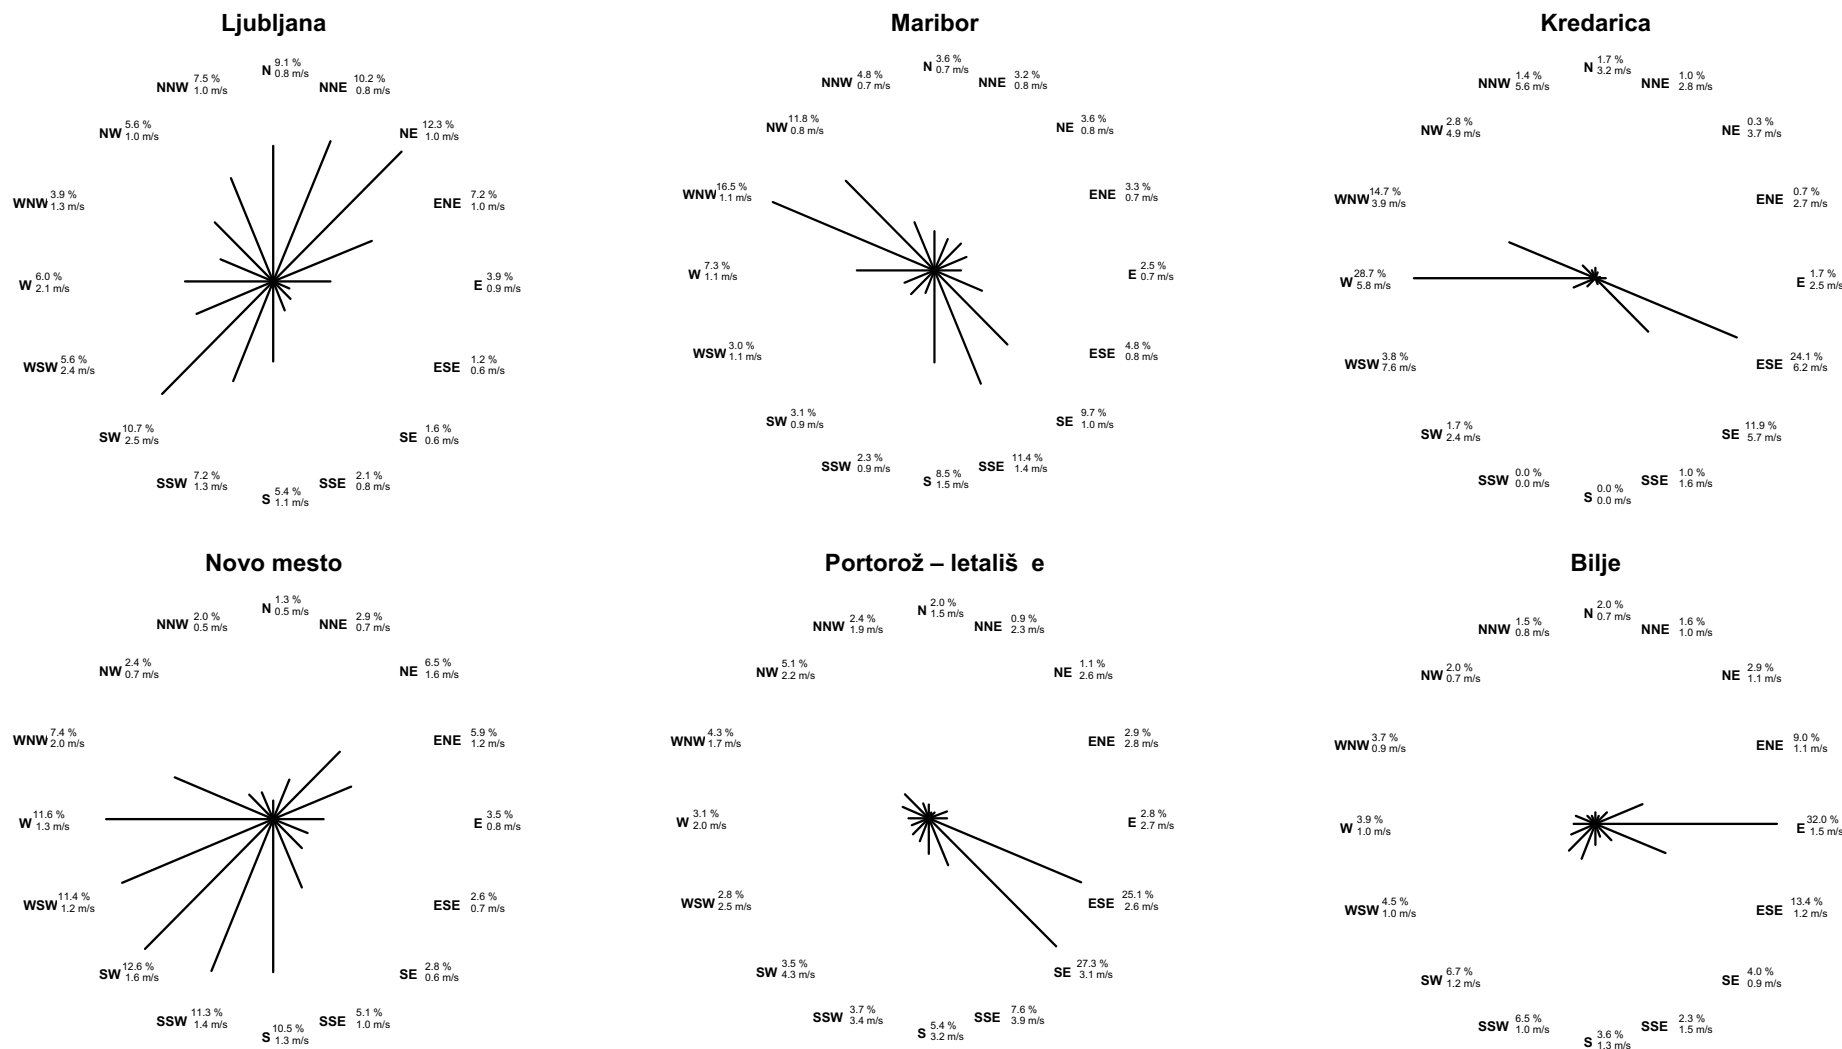 Ljubljana
N 9.1 %
0.8 m/s
NNE 10.2 %
0.8 m/s
NE 12.3 %
1.0 m/s
ENE 7.2 %
1.0 m/s
E 3.9 %
0.9 m/s
ESE 1.2 %
0.6 m/s
SE 1.6 %
0.6 m/s
SSE 2.1 %
0.8 m/s
S 5.4 %
1.1 m/s
SSW 7.2 %
1.3 m/s
SW 10.7 %
2.5 m/s
WSW 5.6 %
2.4 m/s
W 6.0 %
2.1 m/s
WNW 3.9 %
1.3 m/s
NW 5.6 %
1.0 m/s
NNW 7.5 %
1.0 m/s
Maribor
N 3.6 %
0.7 m/s
NNE 3.2 %
0.8 m/s
NE 3.6 %
0.8 m/s
ENE 3.3 %
0.7 m/s
E 2.5 %
0.7 m/s
ESE 4.8 %
0.8 m/s
SE 9.7 %
1.0 m/s
SSE 11.4 %
1.4 m/s
S 8.5 %
1.5 m/s
SSW 2.3 %
0.9 m/s
SW 3.1 %
0.9 m/s
WSW 3.0 %
1.1 m/s
W 7.3 %
1.1 m/s
WNW 16.5 %
1.1 m/s
NW 11.8 %
0.8 m/s
NNW 4.8 %
0.7 m/s
Kredarica
N 1.7 %
3.2 m/s
NNE 1.0 %
2.8 m/s
NE 0.3 %
3.7 m/s
ENE 0.7 %
2.7 m/s
E 1.7 %
2.5 m/s
ESE 24.1 %
6.2 m/s
SE 11.9 %
5.7 m/s
SSE 1.0 %
1.6 m/s
S 0.0 %
0.0 m/s
SSW 0.0 %
0.0 m/s
SW 1.7 %
2.4 m/s
WSW 3.8 %
7.6 m/s
W 28.7 %
5.8 m/s
WNW 14.7 %
3.9 m/s
NW 2.8 %
4.9 m/s
NNW 1.4 %
5.6 m/s
Novo mesto
N 1.3 %
0.5 m/s
NNE 2.9 %
0.7 m/s
NE 6.5 %
1.6 m/s
ENE 5.9 %
1.2 m/s
E 3.5 %
0.8 m/s
ESE 2.6 %
0.7 m/s
SE 2.8 %
0.6 m/s
SSE 5.1 %
1.0 m/s
S 10.5 %
1.3 m/s
SSW 11.3 %
1.4 m/s
SW 12.6 %
1.6 m/s
WSW 11.4 %
1.2 m/s
W 11.6 %
1.3 m/s
WNW 7.4 %
2.0 m/s
NW 2.4 %
0.7 m/s
NNW 2.0 %
0.5 m/s
Portorož – letališ e
N 2.0 %
1.5 m/s
NNE 0.9 %
2.3 m/s
NE 1.1 %
2.6 m/s
ENE 2.9 %
2.8 m/s
E 2.8 %
2.7 m/s
ESE 25.1 %
2.6 m/s
SE 27.3 %
3.1 m/s
SSE 7.6 %
3.9 m/s
S 5.4 %
3.2 m/s
SSW 3.7 %
3.4 m/s
SW 3.5 %
4.3 m/s
WSW 2.8 %
2.5 m/s
W 3.1 %
2.0 m/s
WNW 4.3 %
1.7 m/s
NW 5.1 %
2.2 m/s
NNW 2.4 %
1.9 m/s
Bilje
N 2.0 %
0.7 m/s
NNE 1.6 %
1.0 m/s
NE 2.9 %
1.1 m/s
ENE 9.0 %
1.1 m/s
E 32.0 %
1.5 m/s
ESE 13.4 %
1.2 m/s
SE 4.0 %
0.9 m/s
SSE 2.3 %
1.5 m/s
S 3.6 %
1.3 m/s
SSW 6.5 %
1.0 m/s
SW 6.7 %
1.2 m/s
WSW 4.5 %
1.0 m/s
W 3.9 %
1.0 m/s
WNW 3.7 %
0.9 m/s
NW 2.0 %
0.7 m/s
NNW 1.5 %
0.8 m/s